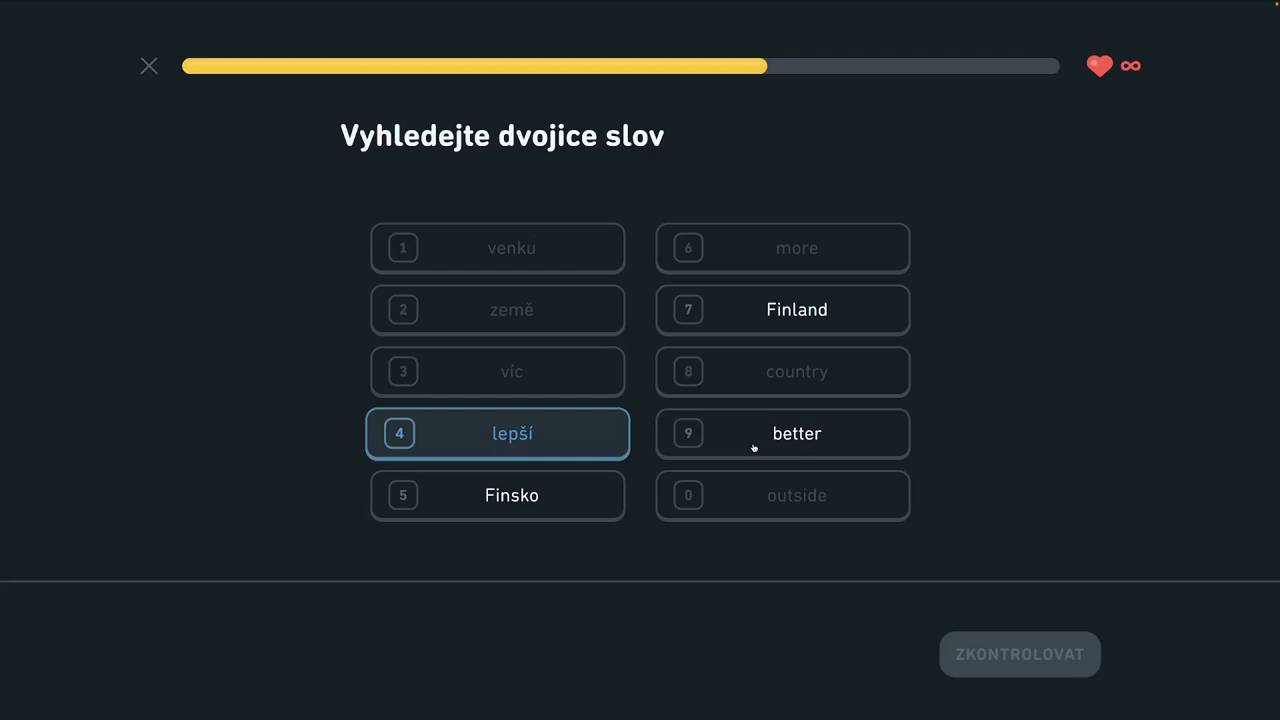 ∞
Vyhledejte dvojice slov
1 venku
6 more
2 země
7 Finland
3 víc
8 country
4 lepší
9 better
5 Finsko
0 outside
ZKONTROLOVAT